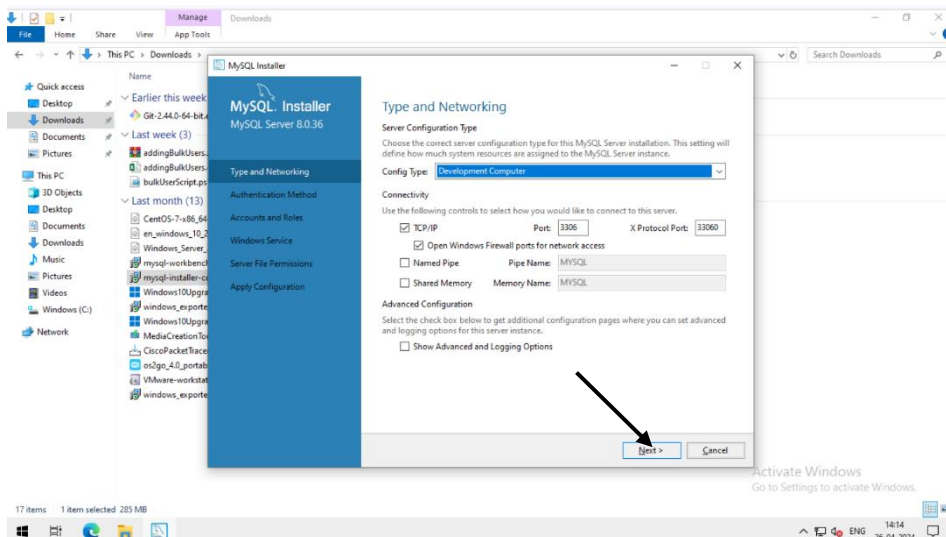 Manage
Downloads
File
Home
Share
View
App Tools
This PC
Downloads
Search Downloads
Name
Quick access
Desktop
Downloads
Documents
Pictures
This PC
3D Objects
Desktop
Documents
Downloads
Music
Pictures
Videos
Windows (C:)
Network
Earlier this week
Git-2.44.0-64-bit.e
Last week (3)
addingBulkUsers.
addingBulkUsers.
bulkUserScript.ps
Last month (13)
CentOS-7-x86_64
en_windows_10_2
Windows_Server_
mysql-workbench
mysql-installer-co
Windows10Upgra
windows_exporte
Windows10Upgra
MediaCreationToo
CiscoPacketTracer
os2go_4.0_portab
VMware-workstat
windows_exporte
MySQL Installer
MySQL. Installer
MySQL Server 8.0.36
Type and Networking
Authentication Method
Accounts and Roles
Windows Service
Server File Permissions
Apply Configuration
Type and Networking
Server Configuration Type
Choose the correct server configuration type for this MySQL Server installation. This setting will
define how much system resources are assigned to the MySQL Server instance.
Config Type: Development Computer
Connectivity
Use the following controls to select how you would like to connect to this server.
TCP/IP Port: 3306 X Protocol Port: 33060
Open Windows Firewall ports for network access
Named Pipe Pipe Name: MYSQL
Shared Memory Memory Name: MYSQL
Advanced Configuration
Select the check box below to get additional configuration pages where you can set advanced
and logging options for this server instance.
Show Advanced and Logging Options
Next > Cancel
Activate Windows
Go to Settings to activate Windows.
17 items 1 item selected 285 MB
ENG
14:14
26-04-2024